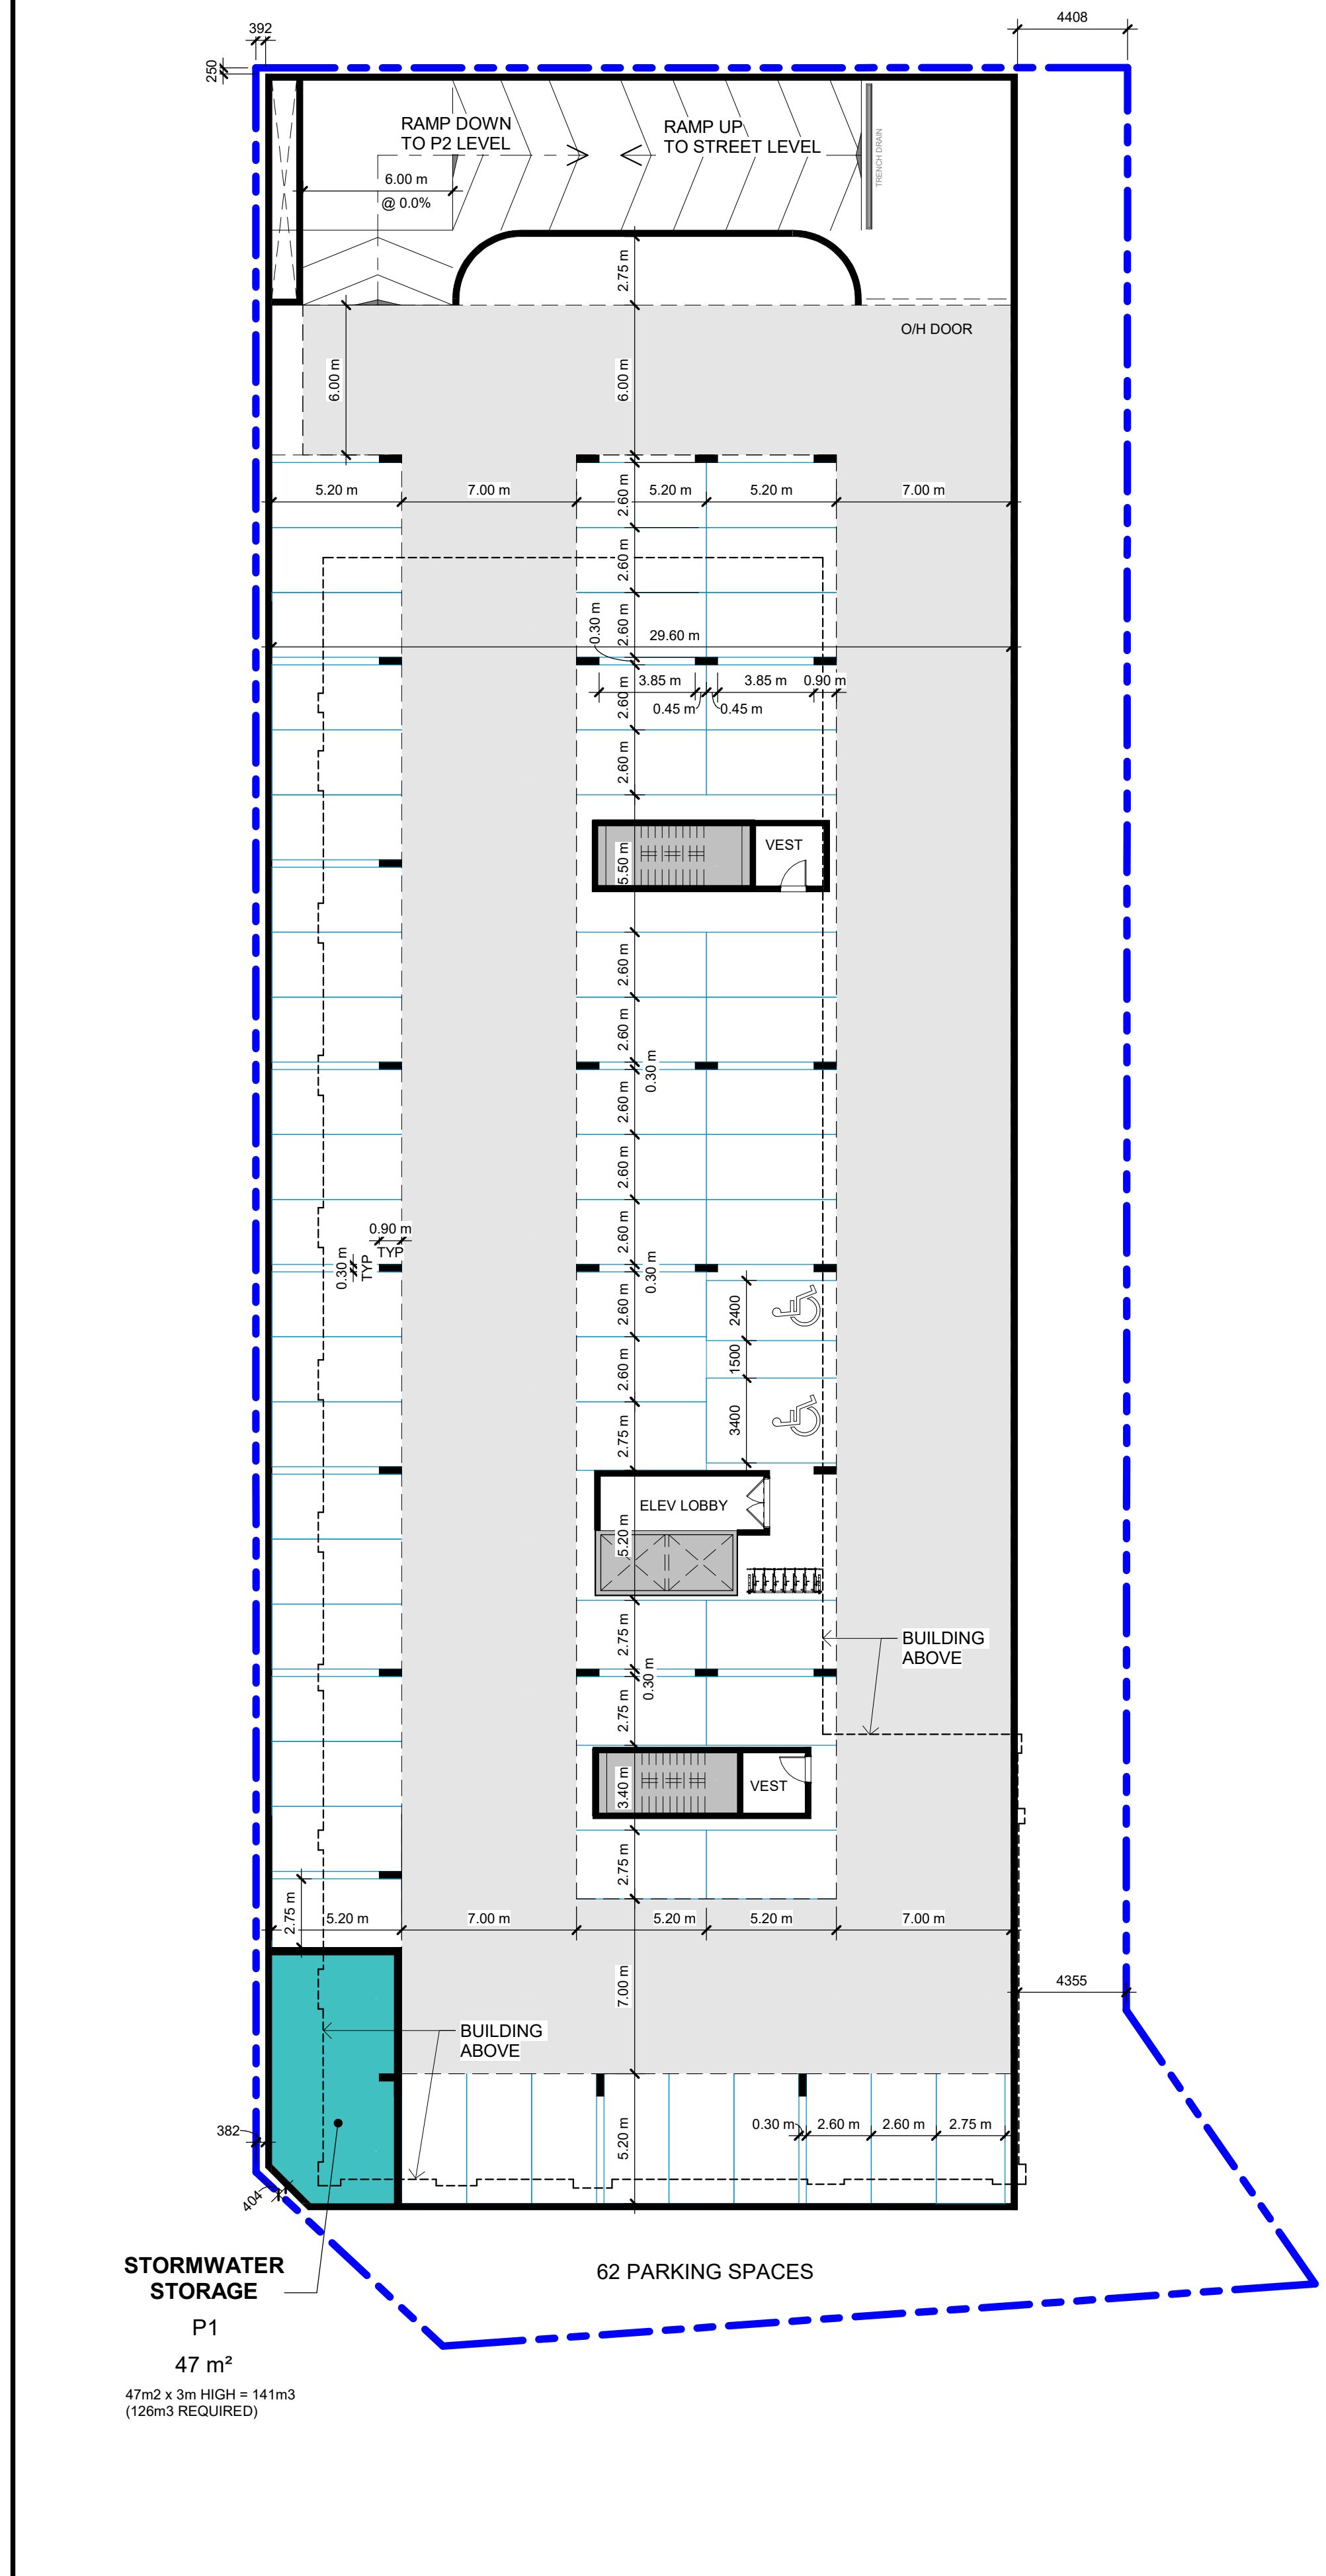 392
4408
250
RAMP DOWN
TO P2 LEVEL
RAMP UP
TO STREET LEVEL
TRENCH DRAIN
6.00 m
@ 0.0%
2.75 m
O/H DOOR
6.00 m
6.00 m
5.20 m
7.00 m
5.20 m
5.20 m
7.00 m
2.60 m
2.60 m
2.60 m
0.30 m
29.60 m
3.85 m
3.85 m
0.90 m
0.45 m
0.45 m
2.60 m
2.60 m
5.50 m
VEST
2.60 m
2.60 m
0.30 m
2.60 m
2.60 m
2.60 m
0.90 m
TYP
0.30 m
TYP
0.30 m
2.60 m
2400
2.60 m
1500
2.75 m
3400
ELEV LOBBY
5.20 m
2.75 m
BUILDING
ABOVE
0.30 m
2.75 m
3.40 m
VEST
2.75 m
2.75 m
5.20 m
7.00 m
5.20 m
5.20 m
7.00 m
7.00 m
4355
BUILDING
ABOVE
382
404
5.20 m
0.30 m
2.60 m
2.60 m
2.75 m
STORMWATER
STORAGE
P1
47 m²
47m2 x 3m HIGH = 141m3
(126m3 REQUIRED)
62 PARKING SPACES